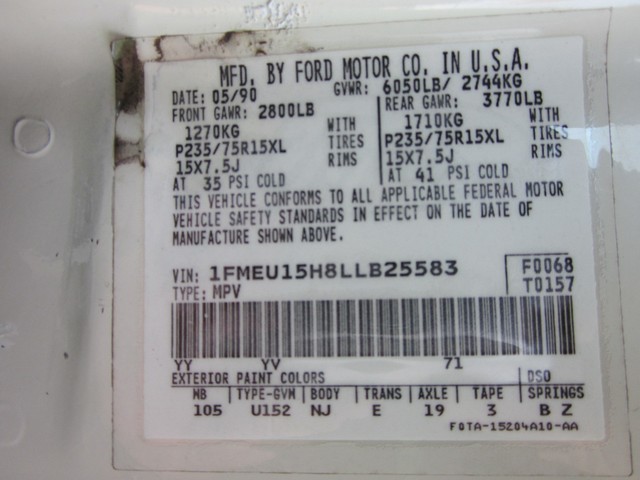 MFD. BY FORD MOTOR CO. IN U.S.A.
DATE: 05/90 GVWR: 6050LB/ 2744KG
FRONT GAWR: 2800LB REAR GAWR: 3770LB
1270KG WITH 1710KG WITH
P235/75R15XL TIRES P235/75R15XL TIRES
15X7.5J RIMS 15X7.5J RIMS
AT 35 PSI COLD AT 41 PSI COLD
THIS VEHICLE CONFORMS TO ALL APPLICABLE FEDERAL MOTOR
VEHICLE SAFETY STANDARDS IN EFFECT ON THE DATE OF
MANUFACTURE SHOWN ABOVE.
VIN: 1FMEU15H8LLB25583 F0068
TYPE: MPV T0157
YY YV 71
EXTERIOR PAINT COLORS DSO
WB TYPE-GVM BODY TRANS AXLE TAPE SPRINGS
105 U152 NJ E 19 3 B Z
F0TA-15204A10-AA